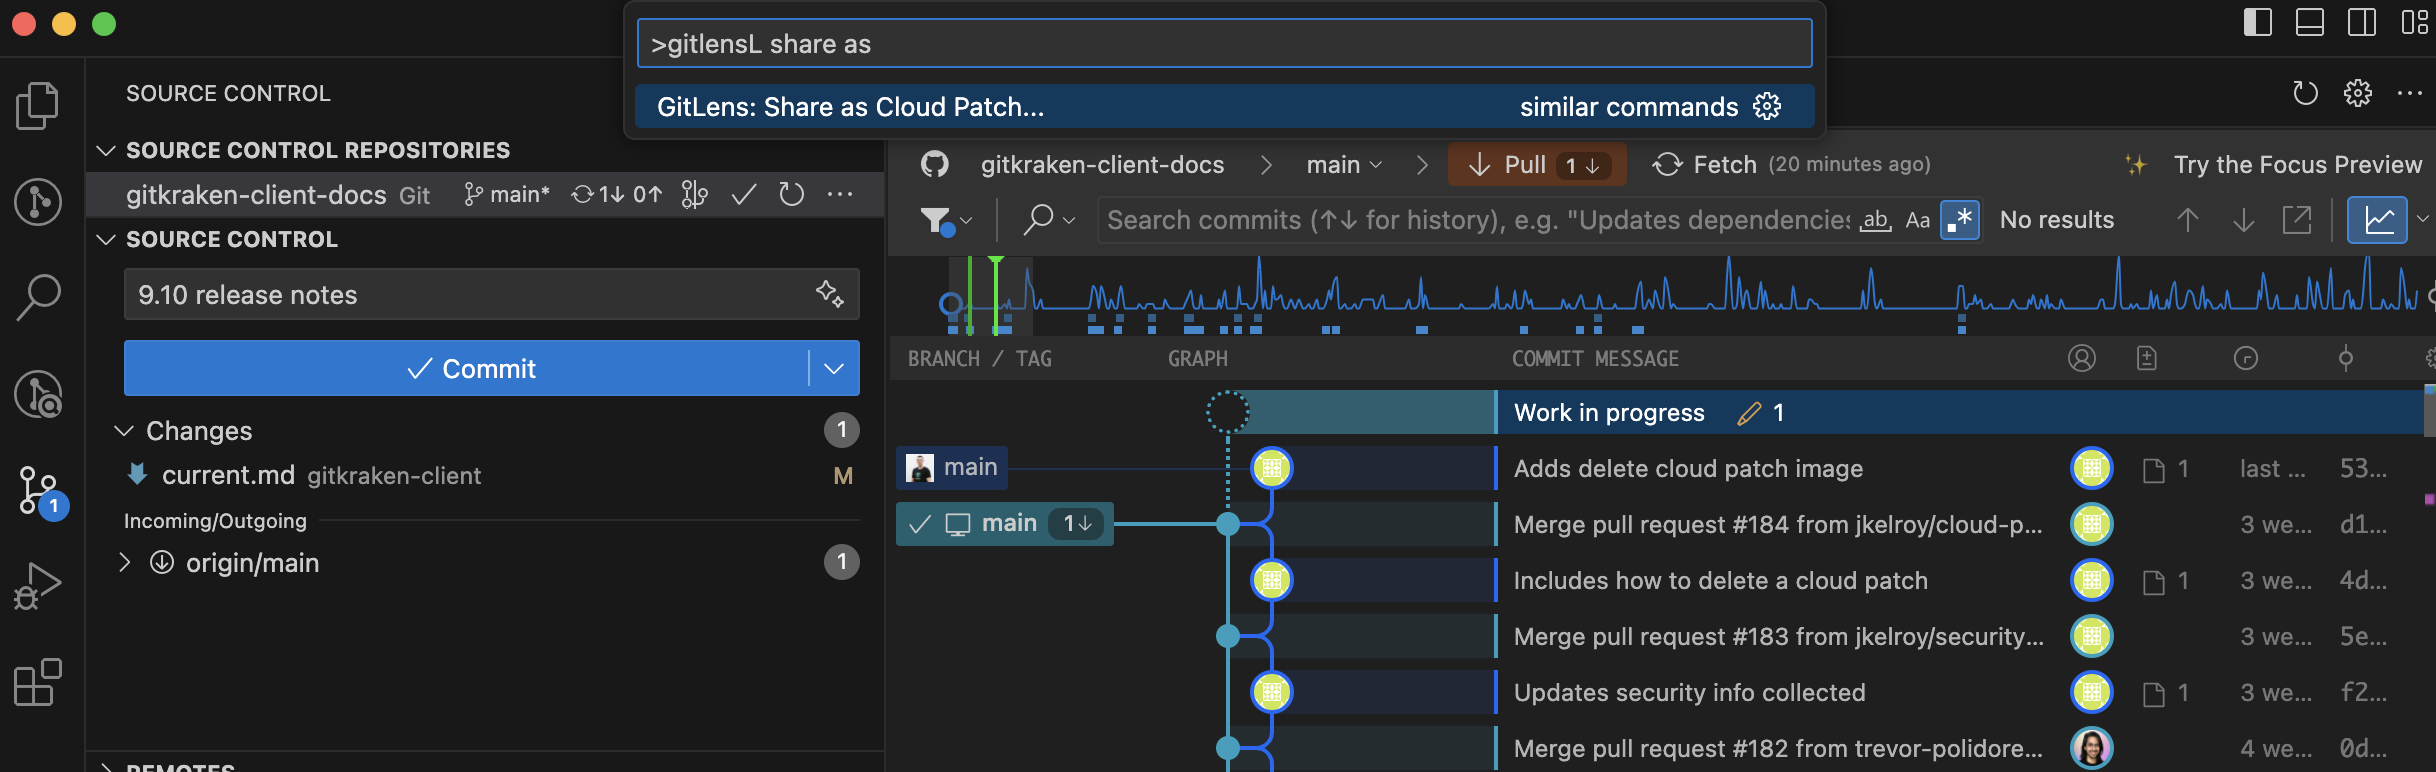 >gitlensL share as
GitLens: Share as Cloud Patch... similar commands
SOURCE CONTROL
SOURCE CONTROL REPOSITORIES
gitkraken-client-docs Git main* 1↓ 0↑ ...
SOURCE CONTROL
9.10 release notes
Commit
Changes 1
current.md gitkraken-client M
Incoming/Outgoing
origin/main 1
REMOTES
1
gitkraken-client-docs > main > Pull 1↓ Fetch (20 minutes ago) Try the Focus Preview
Search commits (↑↓ for history), e.g. "Updates dependencies ab Aa .* No results
BRANCH / TAG GRAPH COMMIT MESSAGE
Work in progress 1
main Adds delete cloud patch image 1 last ... 53...
main 1↓ Merge pull request #184 from jkelroy/cloud-p... 3 we... d1...
Includes how to delete a cloud patch 1 3 we... 4d...
Merge pull request #183 from jkelroy/security... 3 we... 5e...
Updates security info collected 1 3 we... f2...
Merge pull request #182 from trevor-polidore... 4 we... 0d...